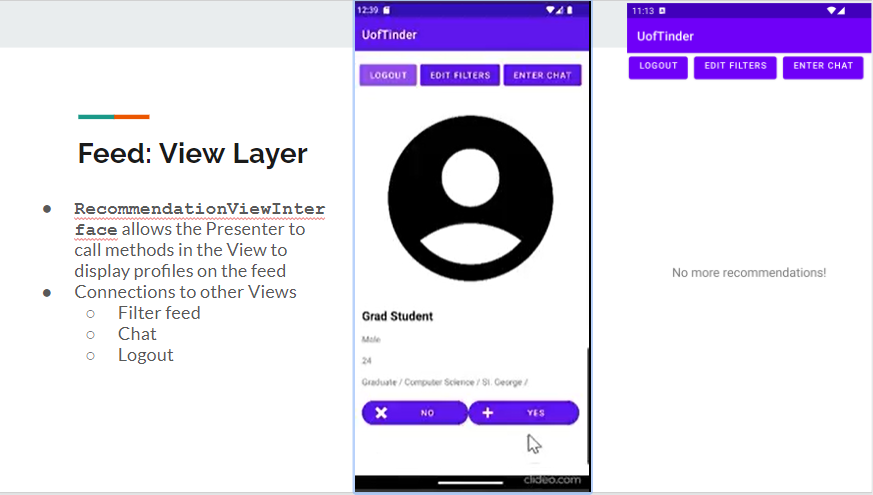 Feed: View Layer
● RecommendationViewInter
face allows the Presenter to
call methods in the View to
display profiles on the feed
● Connections to other Views
○ Filter feed
○ Chat
○ Logout
12:39
UofTinder
LOGOUT EDIT FILTERS ENTER CHAT
Grad Student
Male
24
Graduate / Computer Science / St. George /
NO YES
clideo.com
11:13
UofTinder
LOGOUT EDIT FILTERS ENTER CHAT
No more recommendations!